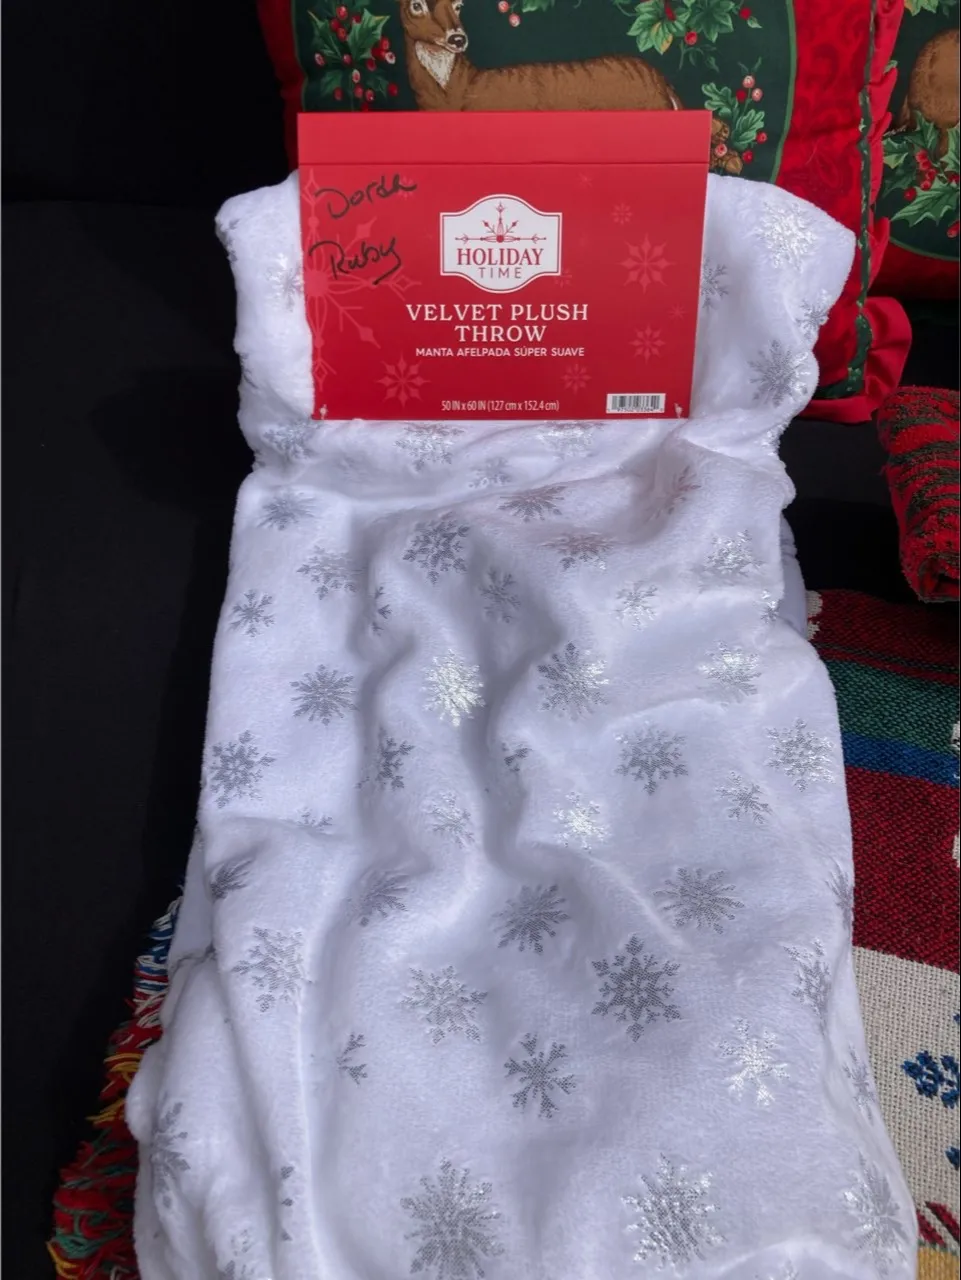 Ruby
HOLIDAY
TIME
VELVET PLUSH
THROW
MANTA AFELPADA SÚPER SUAVE
50 IN x 60 IN (127 cm x 152.4 cm)